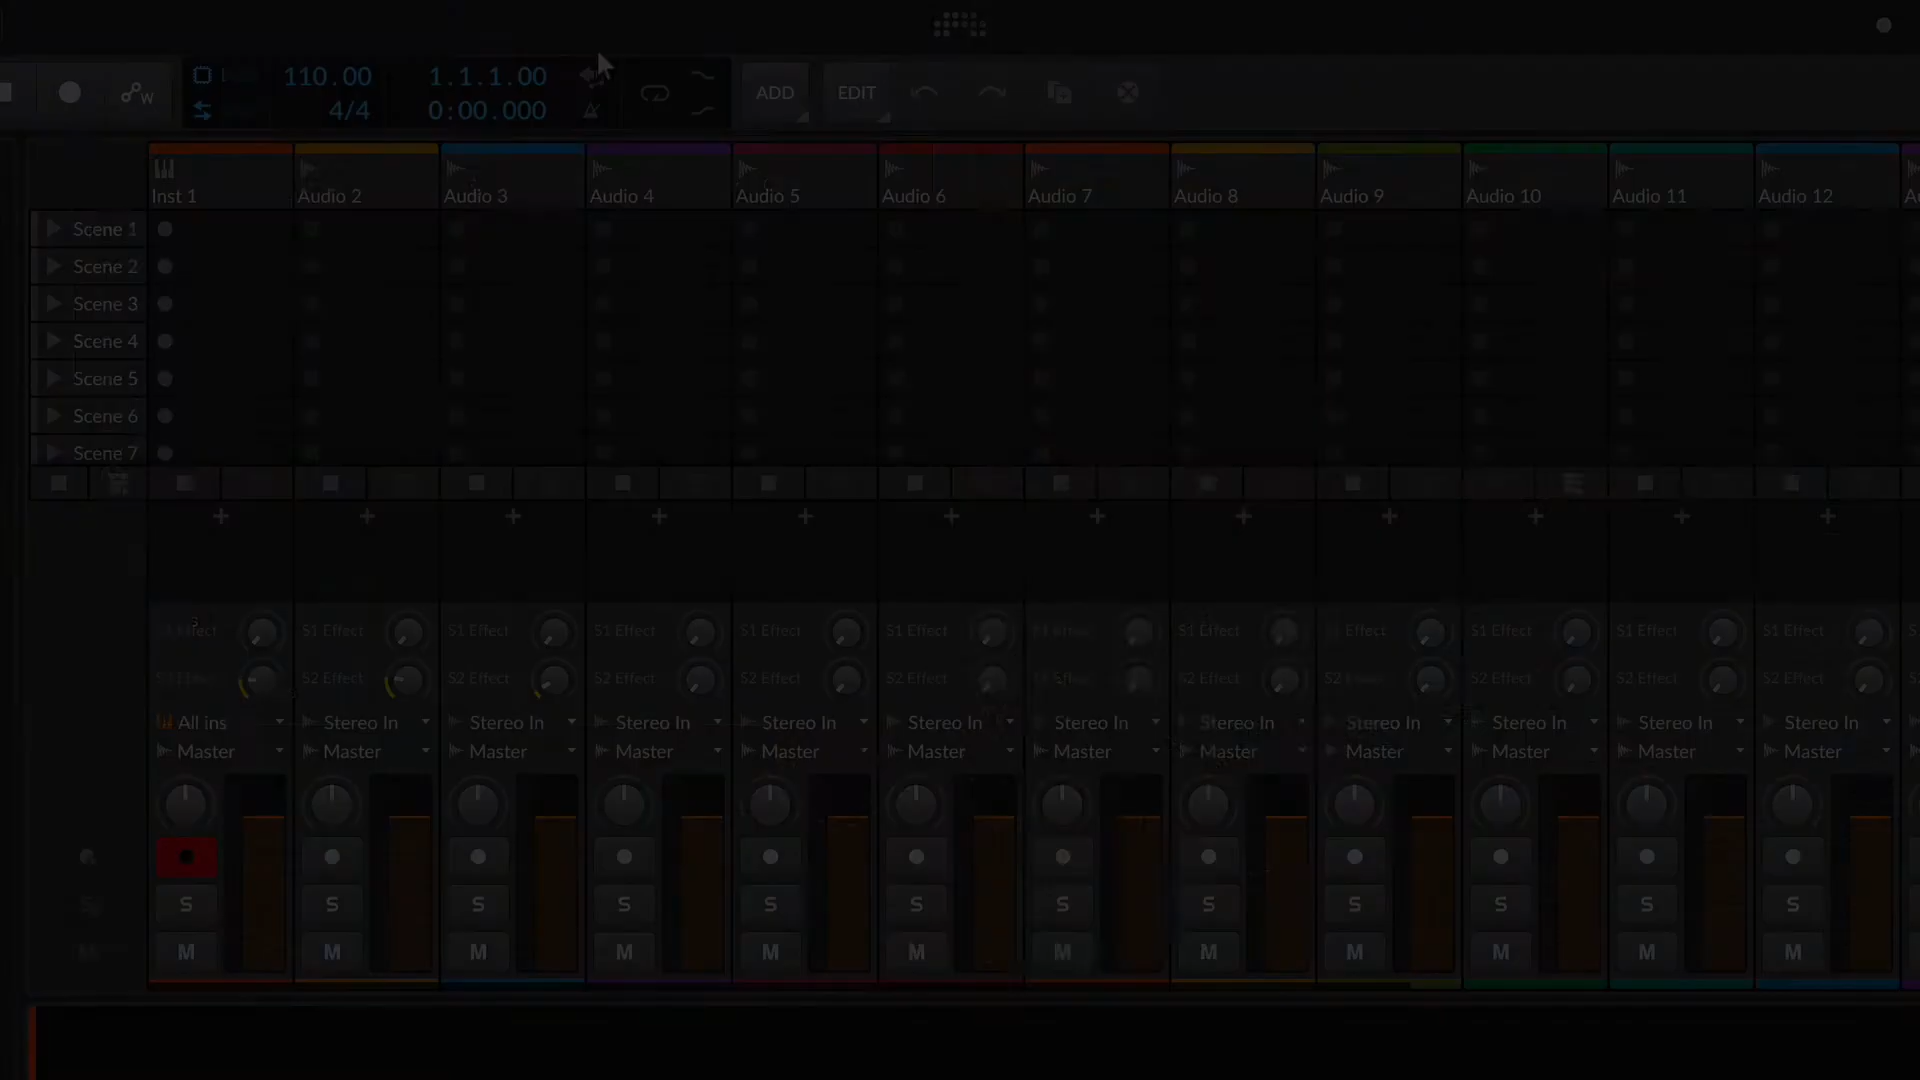 110.00 1.1.1.00
4/4 0:00.000
W
ADD EDIT
Inst 1 Audio 2 Audio 3 Audio 4 Audio 5 Audio 6 Audio 7 Audio 8 Audio 9 Audio 10 Audio 11 Audio 12
Scene 1
Scene 2
Scene 3
Scene 4
Scene 5
Scene 6
Scene 7
S1 Effect S1 Effect S1 Effect S1 Effect S1 Effect S1 Effect S1 Effect S1 Effect
S2 Effect S2 Effect S2 Effect S2 Effect S2 Effect S2 Effect S2 Effect S2 Effect S2 Effect
All ins Stereo In Stereo In Stereo In Stereo In Stereo In Stereo In Stereo In Stereo In Stereo In Stereo In Stereo In
Master Master Master Master Master Master Master Master Master Master Master Master
S S S S S S S S S S S S
M M M M M M M M M M M M